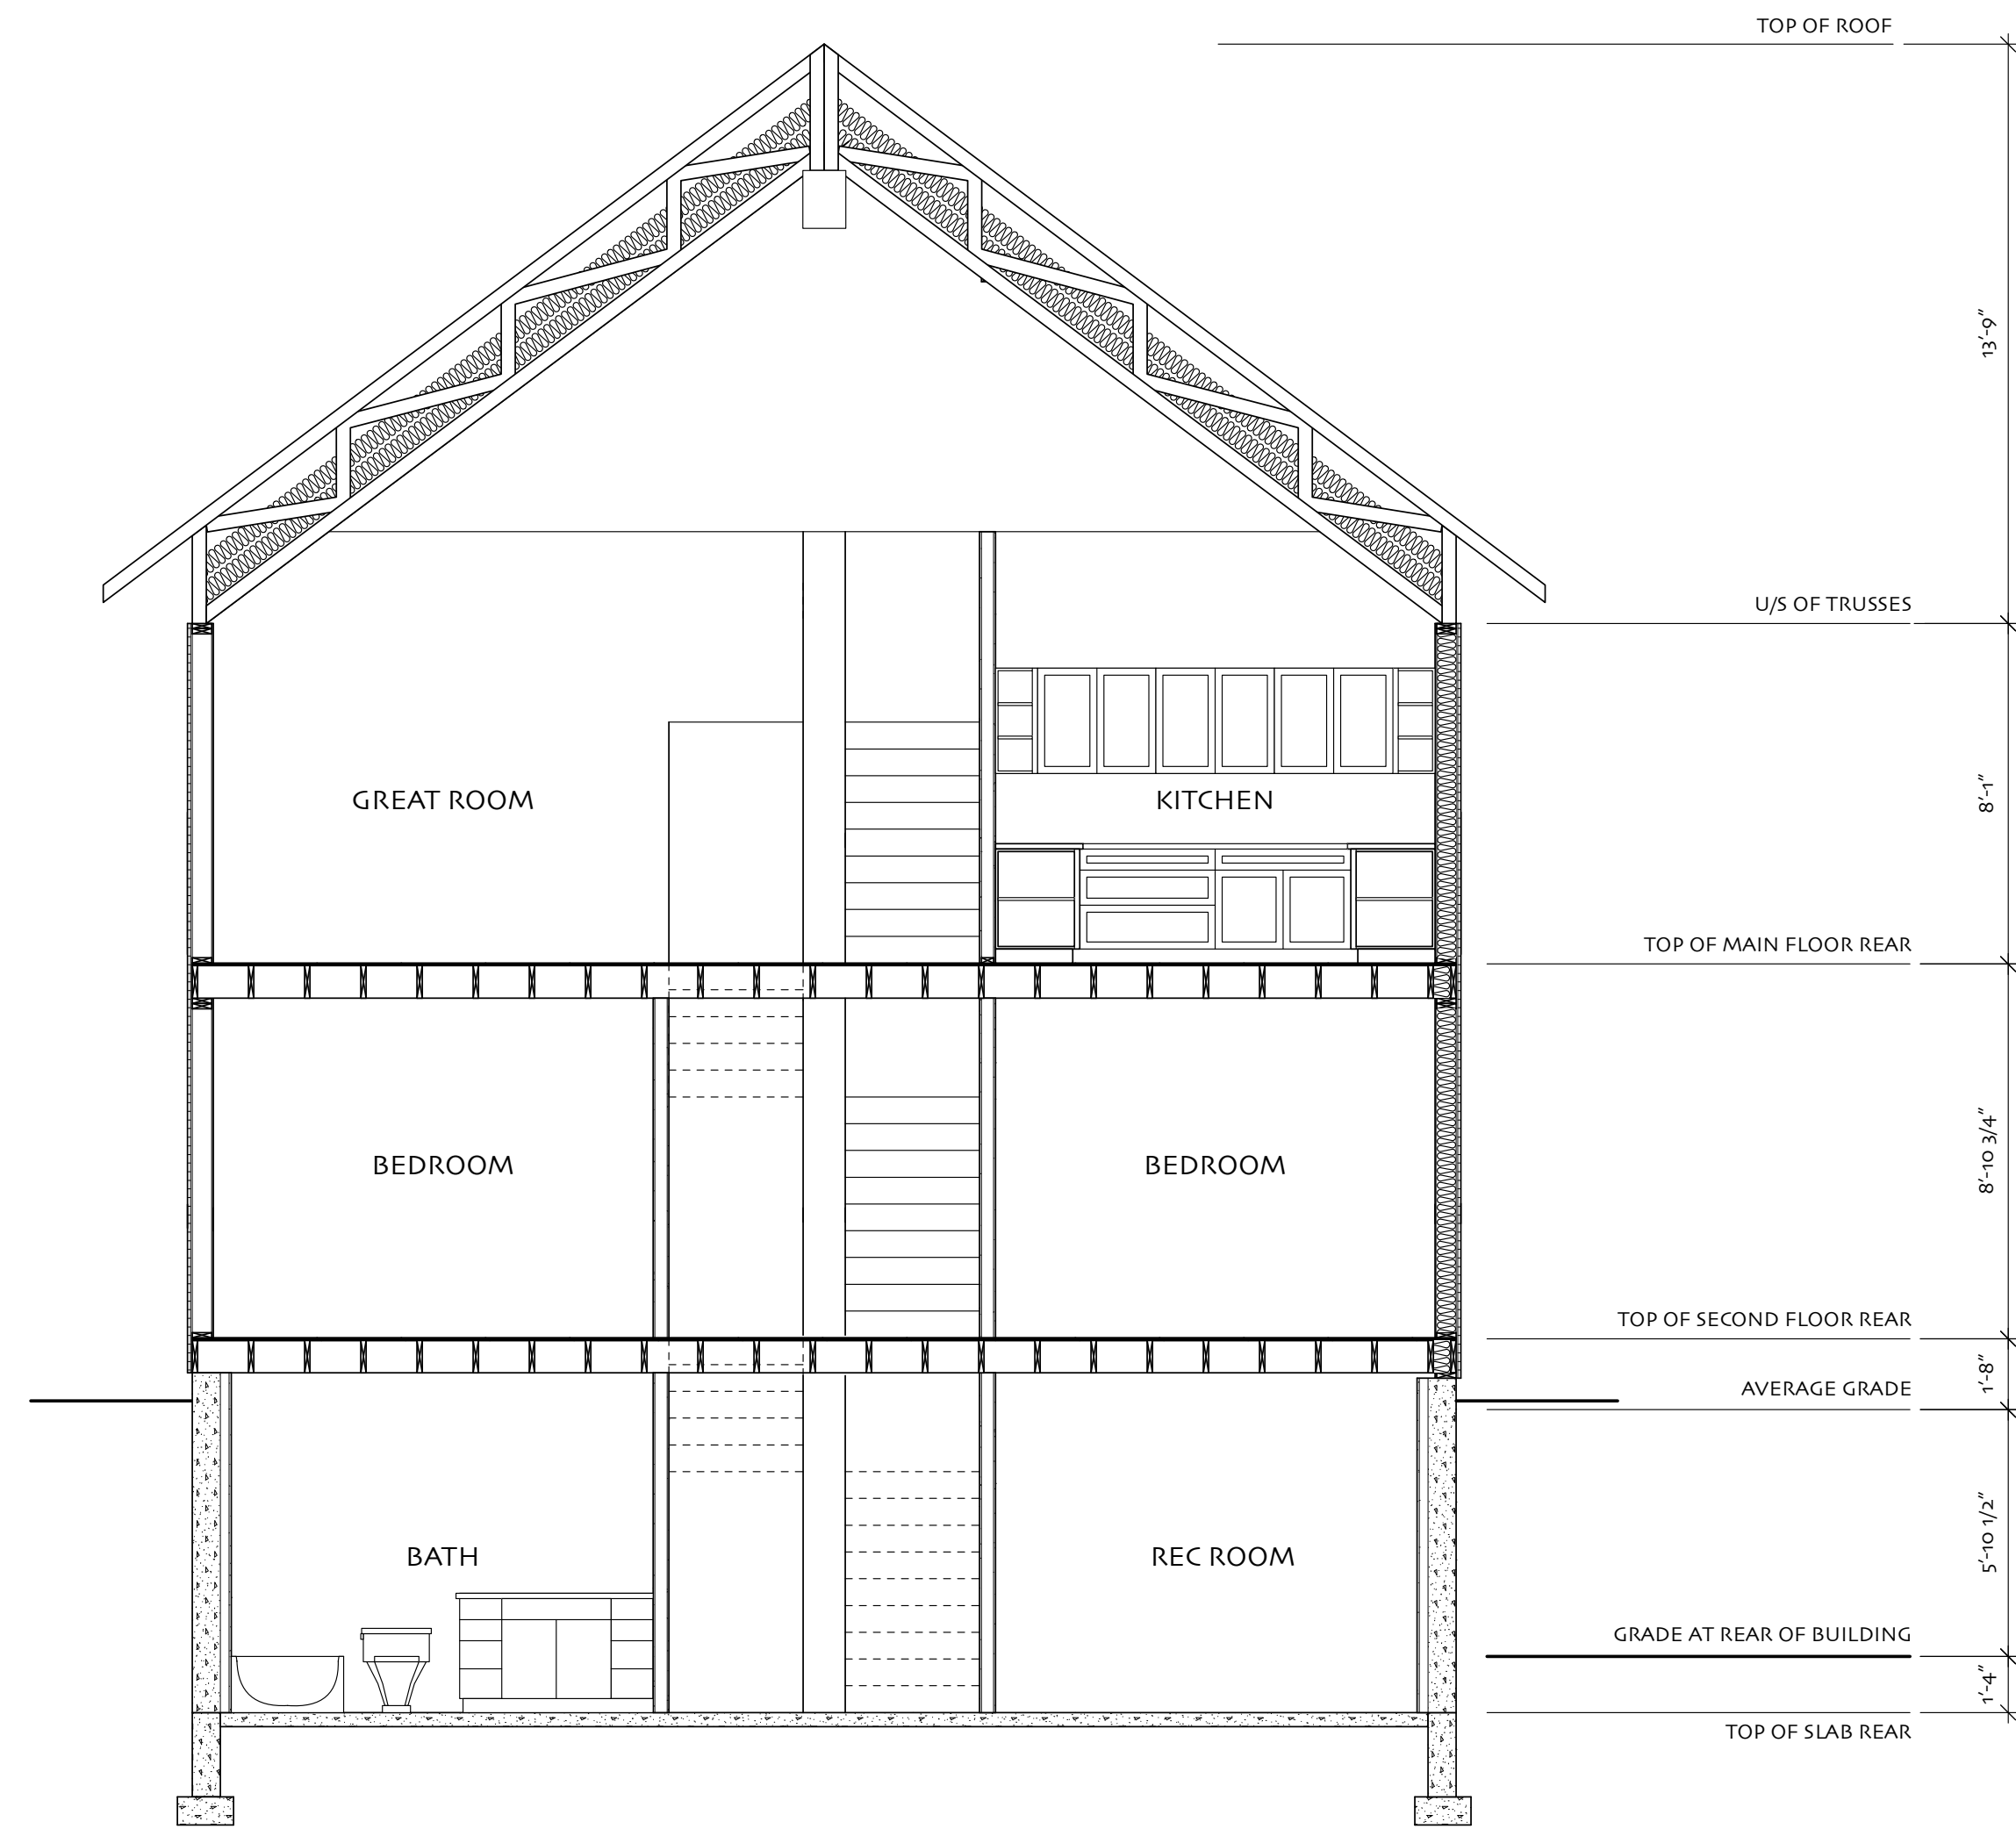 TOP OF ROOF
13'-9"
U/S OF TRUSSES
GREAT ROOM
KITCHEN
8'-1"
TOP OF MAIN FLOOR REAR
BEDROOM
BEDROOM
8'-10 3/4"
TOP OF SECOND FLOOR REAR
1'-8"
AVERAGE GRADE
BATH
REC ROOM
5'-10 1/2"
GRADE AT REAR OF BUILDING
1'-4"
TOP OF SLAB REAR